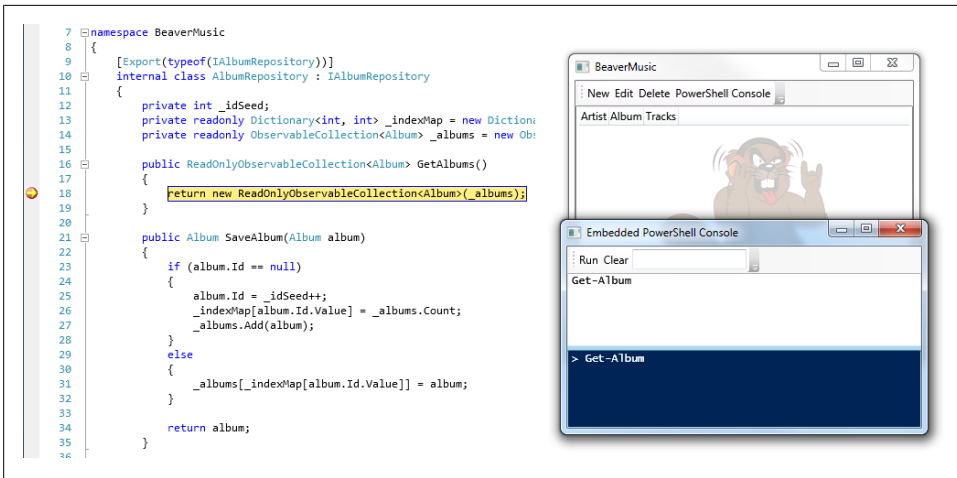 7 namespace BeaverMusic
8 {
9 [Export(typeof(IAlbumRepository))]
10 internal class AlbumRepository : IAlbumRepository
11 {
12 private int _idSeed;
13 private readonly Dictionary<int, int> _indexMap = new Dictiona
14 private readonly ObservableCollection<Album> _albums = new Obs
15
16 public ReadOnlyObservableCollection<Album> GetAlbums()
17 {
18 return new ReadOnlyObservableCollection<Album>(_albums);
19 }
20
21 public Album SaveAlbum(Album album)
22 {
23 if (album.Id == null)
24 {
25 album.Id = _idSeed++;
26 _indexMap[album.Id.Value] = _albums.Count;
27 _albums.Add(album);
28 }
29 else
30 {
31 _albums[_indexMap[album.Id.Value]] = album;
32 }
33
34 return album;
35 }
36
BeaverMusic
New Edit Delete PowerShell Console
Artist Album Tracks
Embedded PowerShell Console
Run Clear
Get-Album
> Get-Album